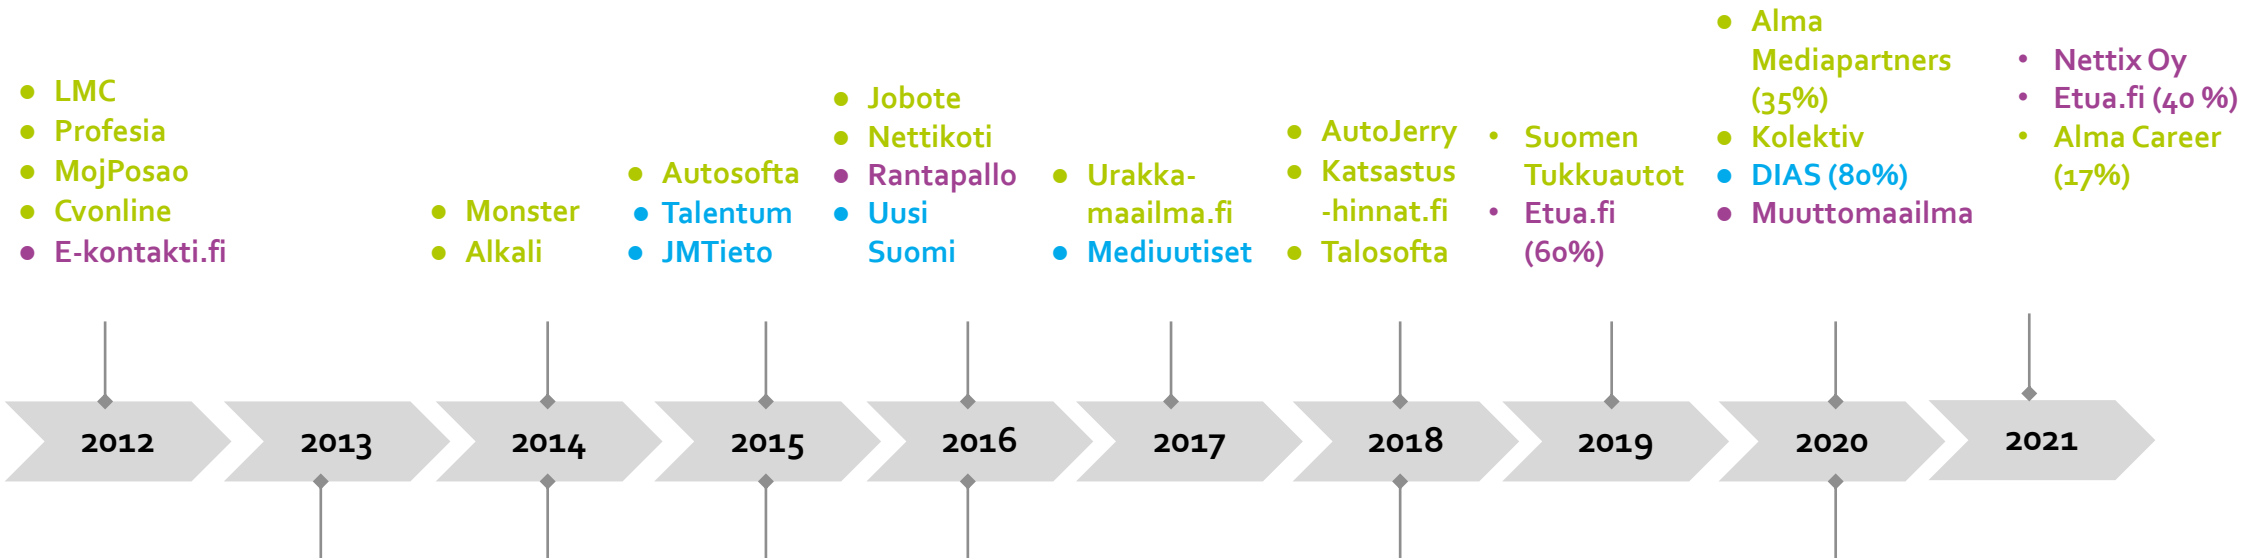 ● LMC
● Profesia
● MojPosao
● Cvonline
● E-kontakti.fi
● Monster
● Alkali
● Autosofta
● Talentum
● JMTieto
● Jobote
● Nettikoti
● Rantapallo
● Uusi
Suomi
● Urakka-
maailma.fi
● Mediuutiset
● AutoJerry
● Katsastus
-hinnat.fi
● Talosofta
• Suomen
Tukkuautot
• Etua.fi
(60%)
● Alma
Mediapartners
(35%)
● Kolektiv
● DIAS (80%)
● Muuttomaailma
• Nettix Oy
• Etua.fi (40 %)
• Alma Career
(17%)
2012
2013
2014
2015
2016
2017
2018
2019
2020
2021